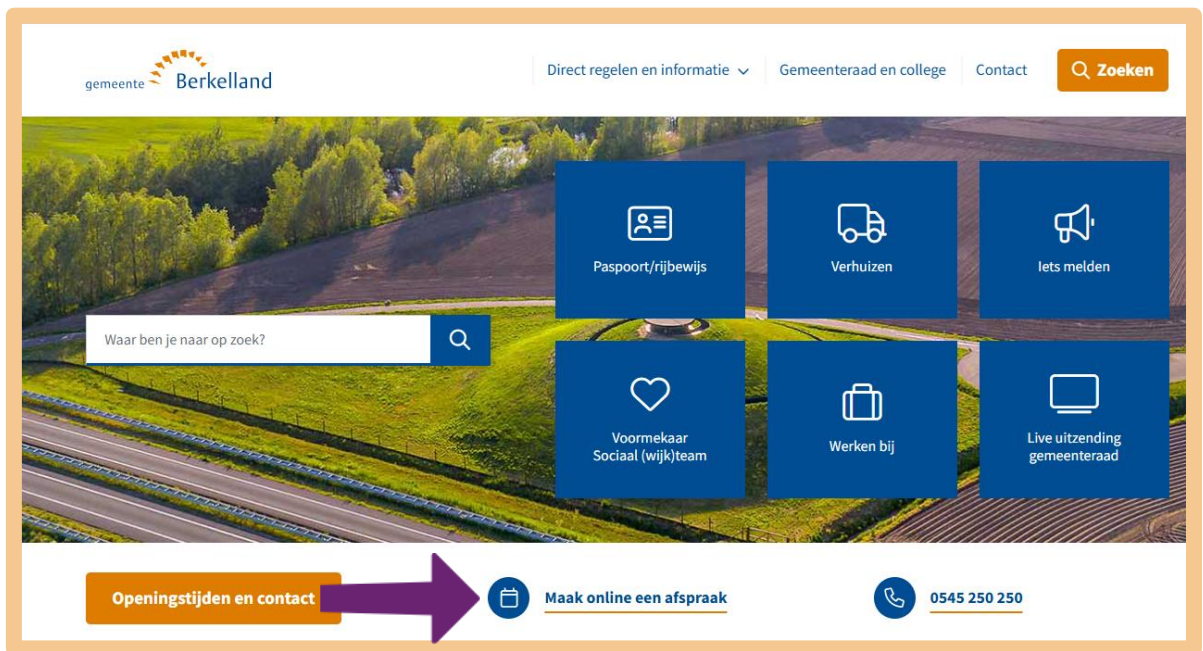 gemeente Berkelland
Direct regelen en informatie
Gemeenteraad en college
Contact
Zoeken
Paspoort/rijbewijs
Verhuizen
Iets melden
Waar ben je naar op zoek?
Voormekaar
Sociaal (wijk)team
Werken bij
Live uitzending
gemeenteraad
Openingstijden en contact
Maak online een afspraak
0545 250 250